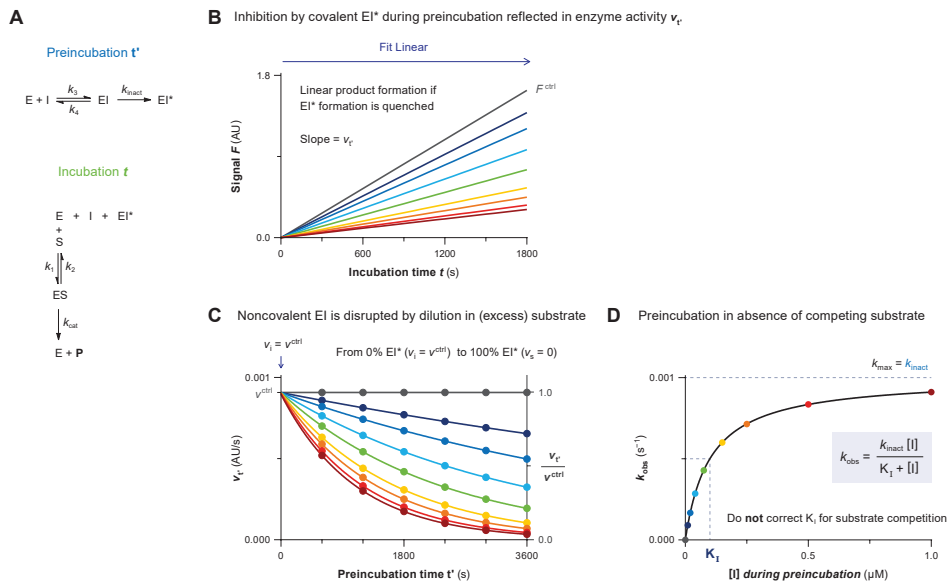 A
Preincubation t'
k3
E + I EI EI*
k4
kinact
Incubation t
E + I + EI*
+
S
k1 k2
ES
kcat
E + P
B Inhibition by covalent EI* during preincubation reflected in enzyme activity vt'
Fit Linear
1.8
Linear product formation if
EI* formation is quenched
Slope = vt'
F ctrl
Signal F (AU)
0.0
0 600 1200 1800
Incubation time t (s)
C Noncovalent EI is disrupted by dilution in (excess) substrate
vi = vctrl
From 0% EI* (vi = vctrl) to 100% EI* (vs = 0)
0.001
vctrl
1.0
vt' (AU/s)
vt'
vctrl
0.000
0.0
0 1800 3600
Preincubation time t' (s)
D Preincubation in absence of competing substrate
kmax = kinact
0.001
kobs (s-1)
kobs = kinact [I]
KI + [I]
Do not correct KI for substrate competition
0.000
KI
0 0.5 1.0
[I] during preincubation (µM)